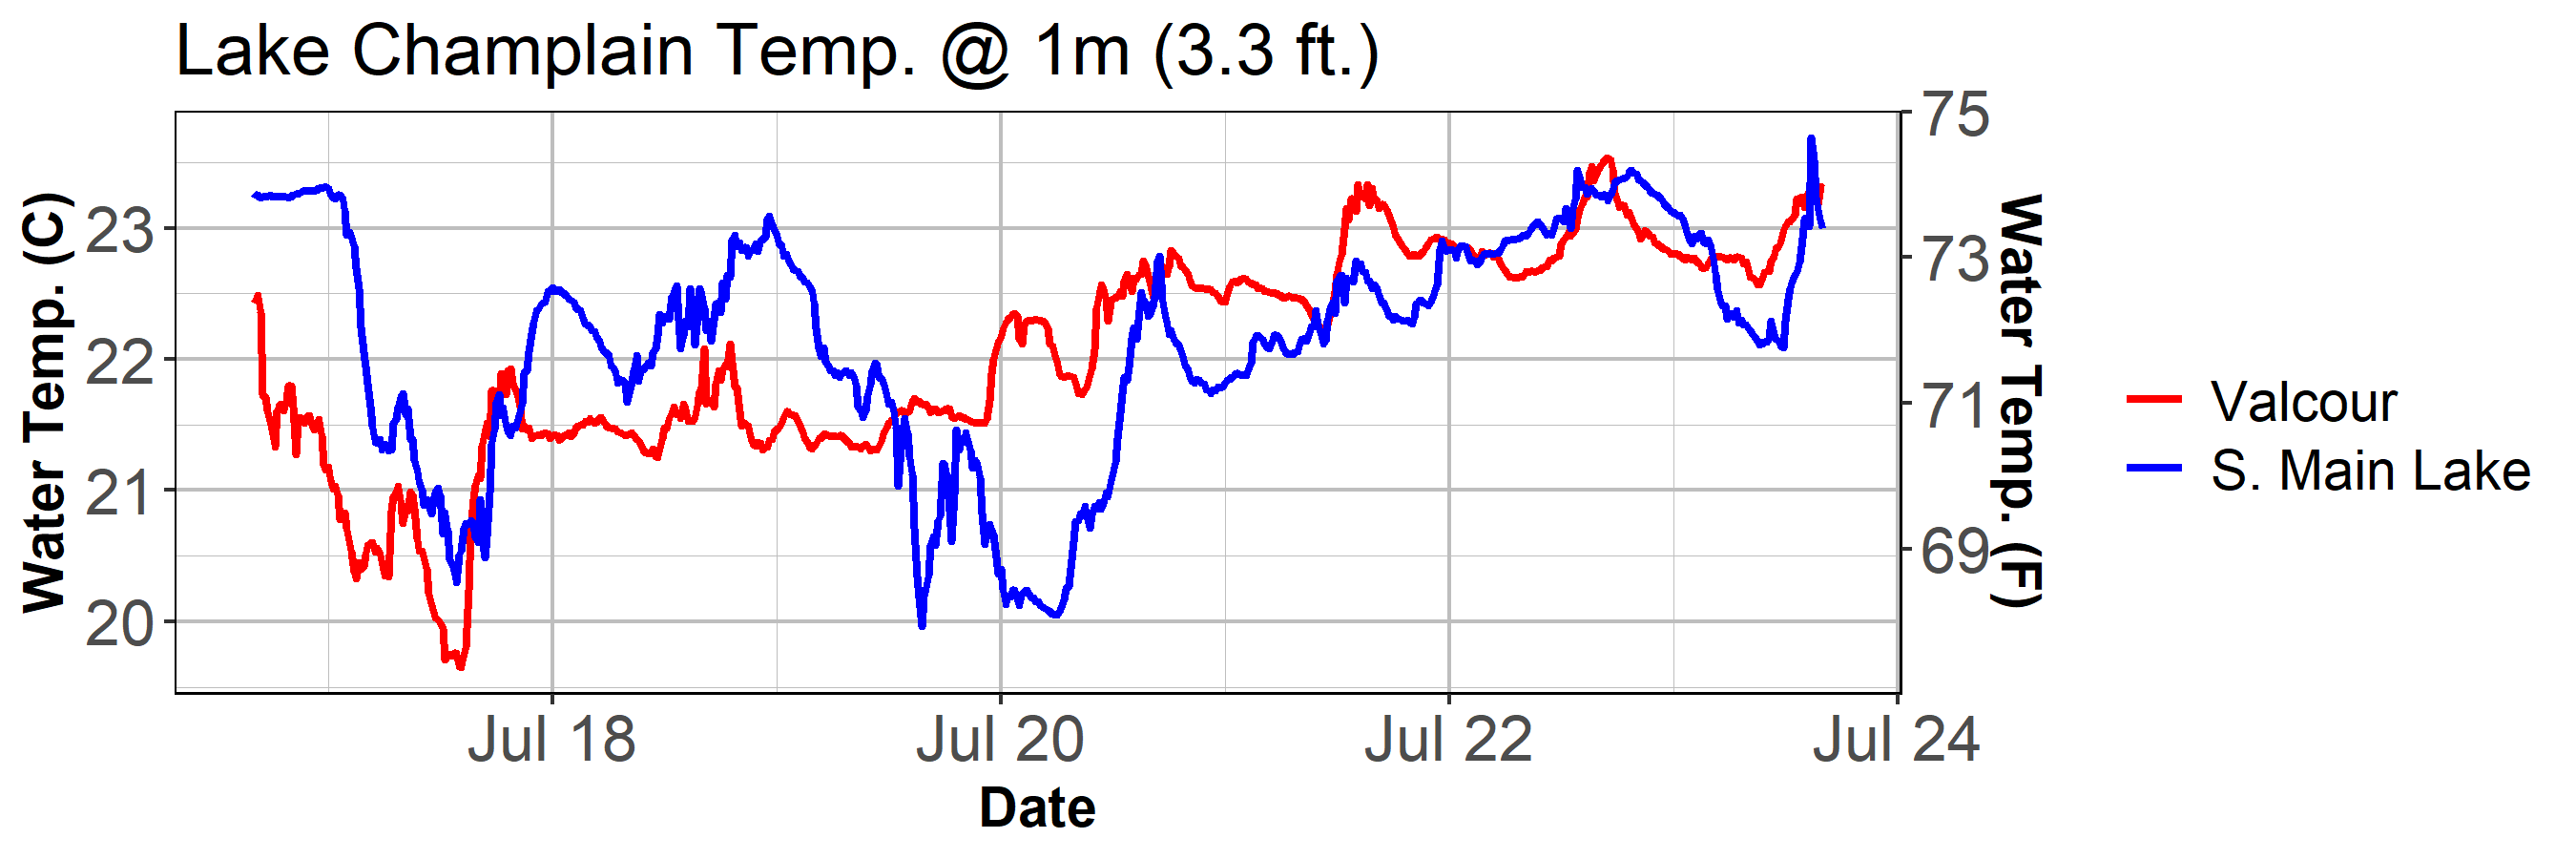 Lake Champlain Temp. @ 1m (3.3 ft.)
Water Temp. (C)
23
22
21
20
75
73
71
69
Water Temp. (F)
Jul 18
Jul 20
Jul 22
Jul 24
Date
Valcour
S. Main Lake